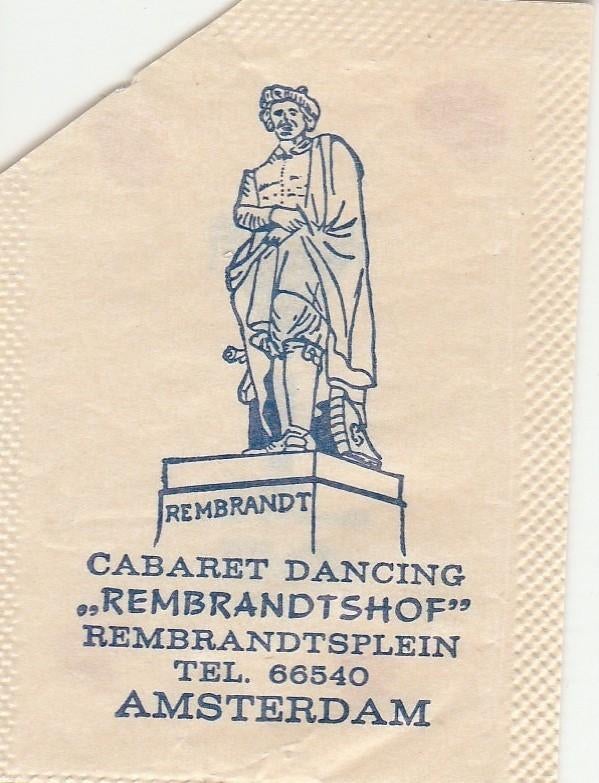 REMBRANDT
CABARET DANCING
„REMBRANDTSHOF”
REMBRANDTSPLEIN
TEL. 66540
AMSTERDAM